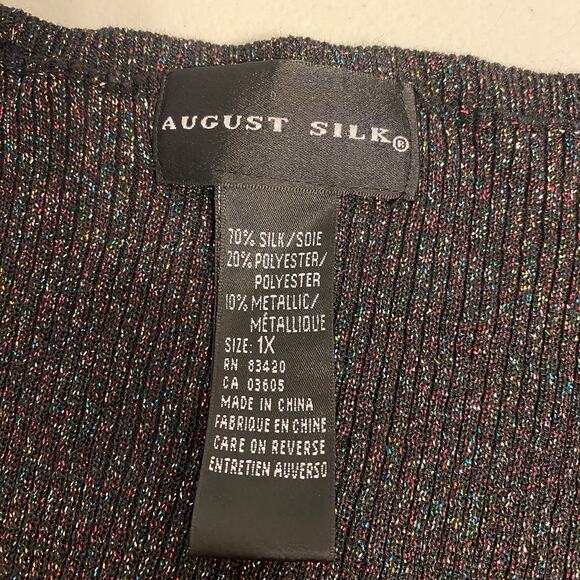 AUGUST SILK®
70% SILK/SOIE
20% POLYESTER/
POLYESTER
10% METALLIC/
MÉTALLIQUE
SIZE: 1X
RN 83420
CA 03605
MADE IN CHINA
FABRIQUE EN CHINE
CARE ON REVERSE
ENTRETIEN AUVERSO